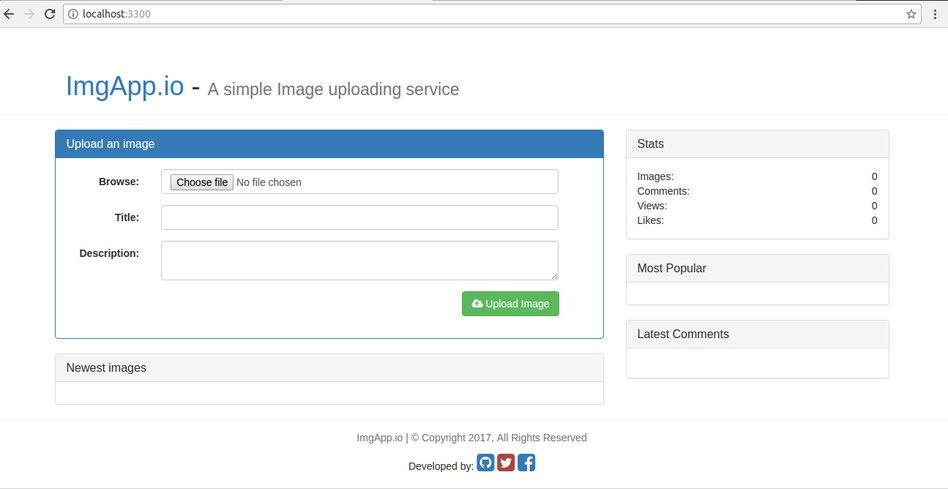 localhost:3300
ImgApp.io - A simple Image uploading service
Upload an image
Browse: Choose file No file chosen
Title:
Description:
Upload Image
Newest images
Stats
Images: 0
Comments: 0
Views: 0
Likes: 0
Most Popular
Latest Comments
ImgApp.io | © Copyright 2017, All Rights Reserved
Developed by: